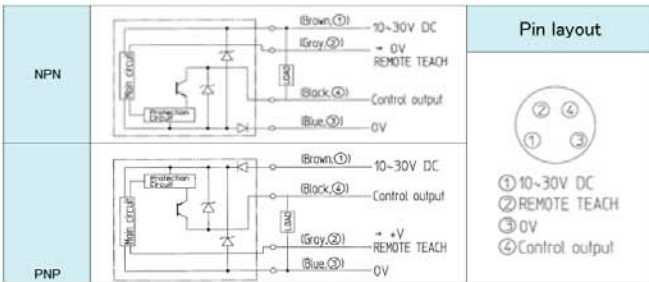 NPN
Main circuit
Protection
Circuit
(Brown,①)
10~30V DC
(Gray,②)
→ 0V
REMOTE TEACH
LOAD
(Black,④)
Control output
(Blue,③)
0V
PNP
Main circuit
Protection
Circuit
(Brown,①)
10~30V DC
(Black,④)
Control output
LOAD
(Gray,②)
→ +V
REMOTE TEACH
(Blue,③)
0V
Pin layout
② ④
① ③
①10~30V DC
②REMOTE TEACH
③0V
④Control output